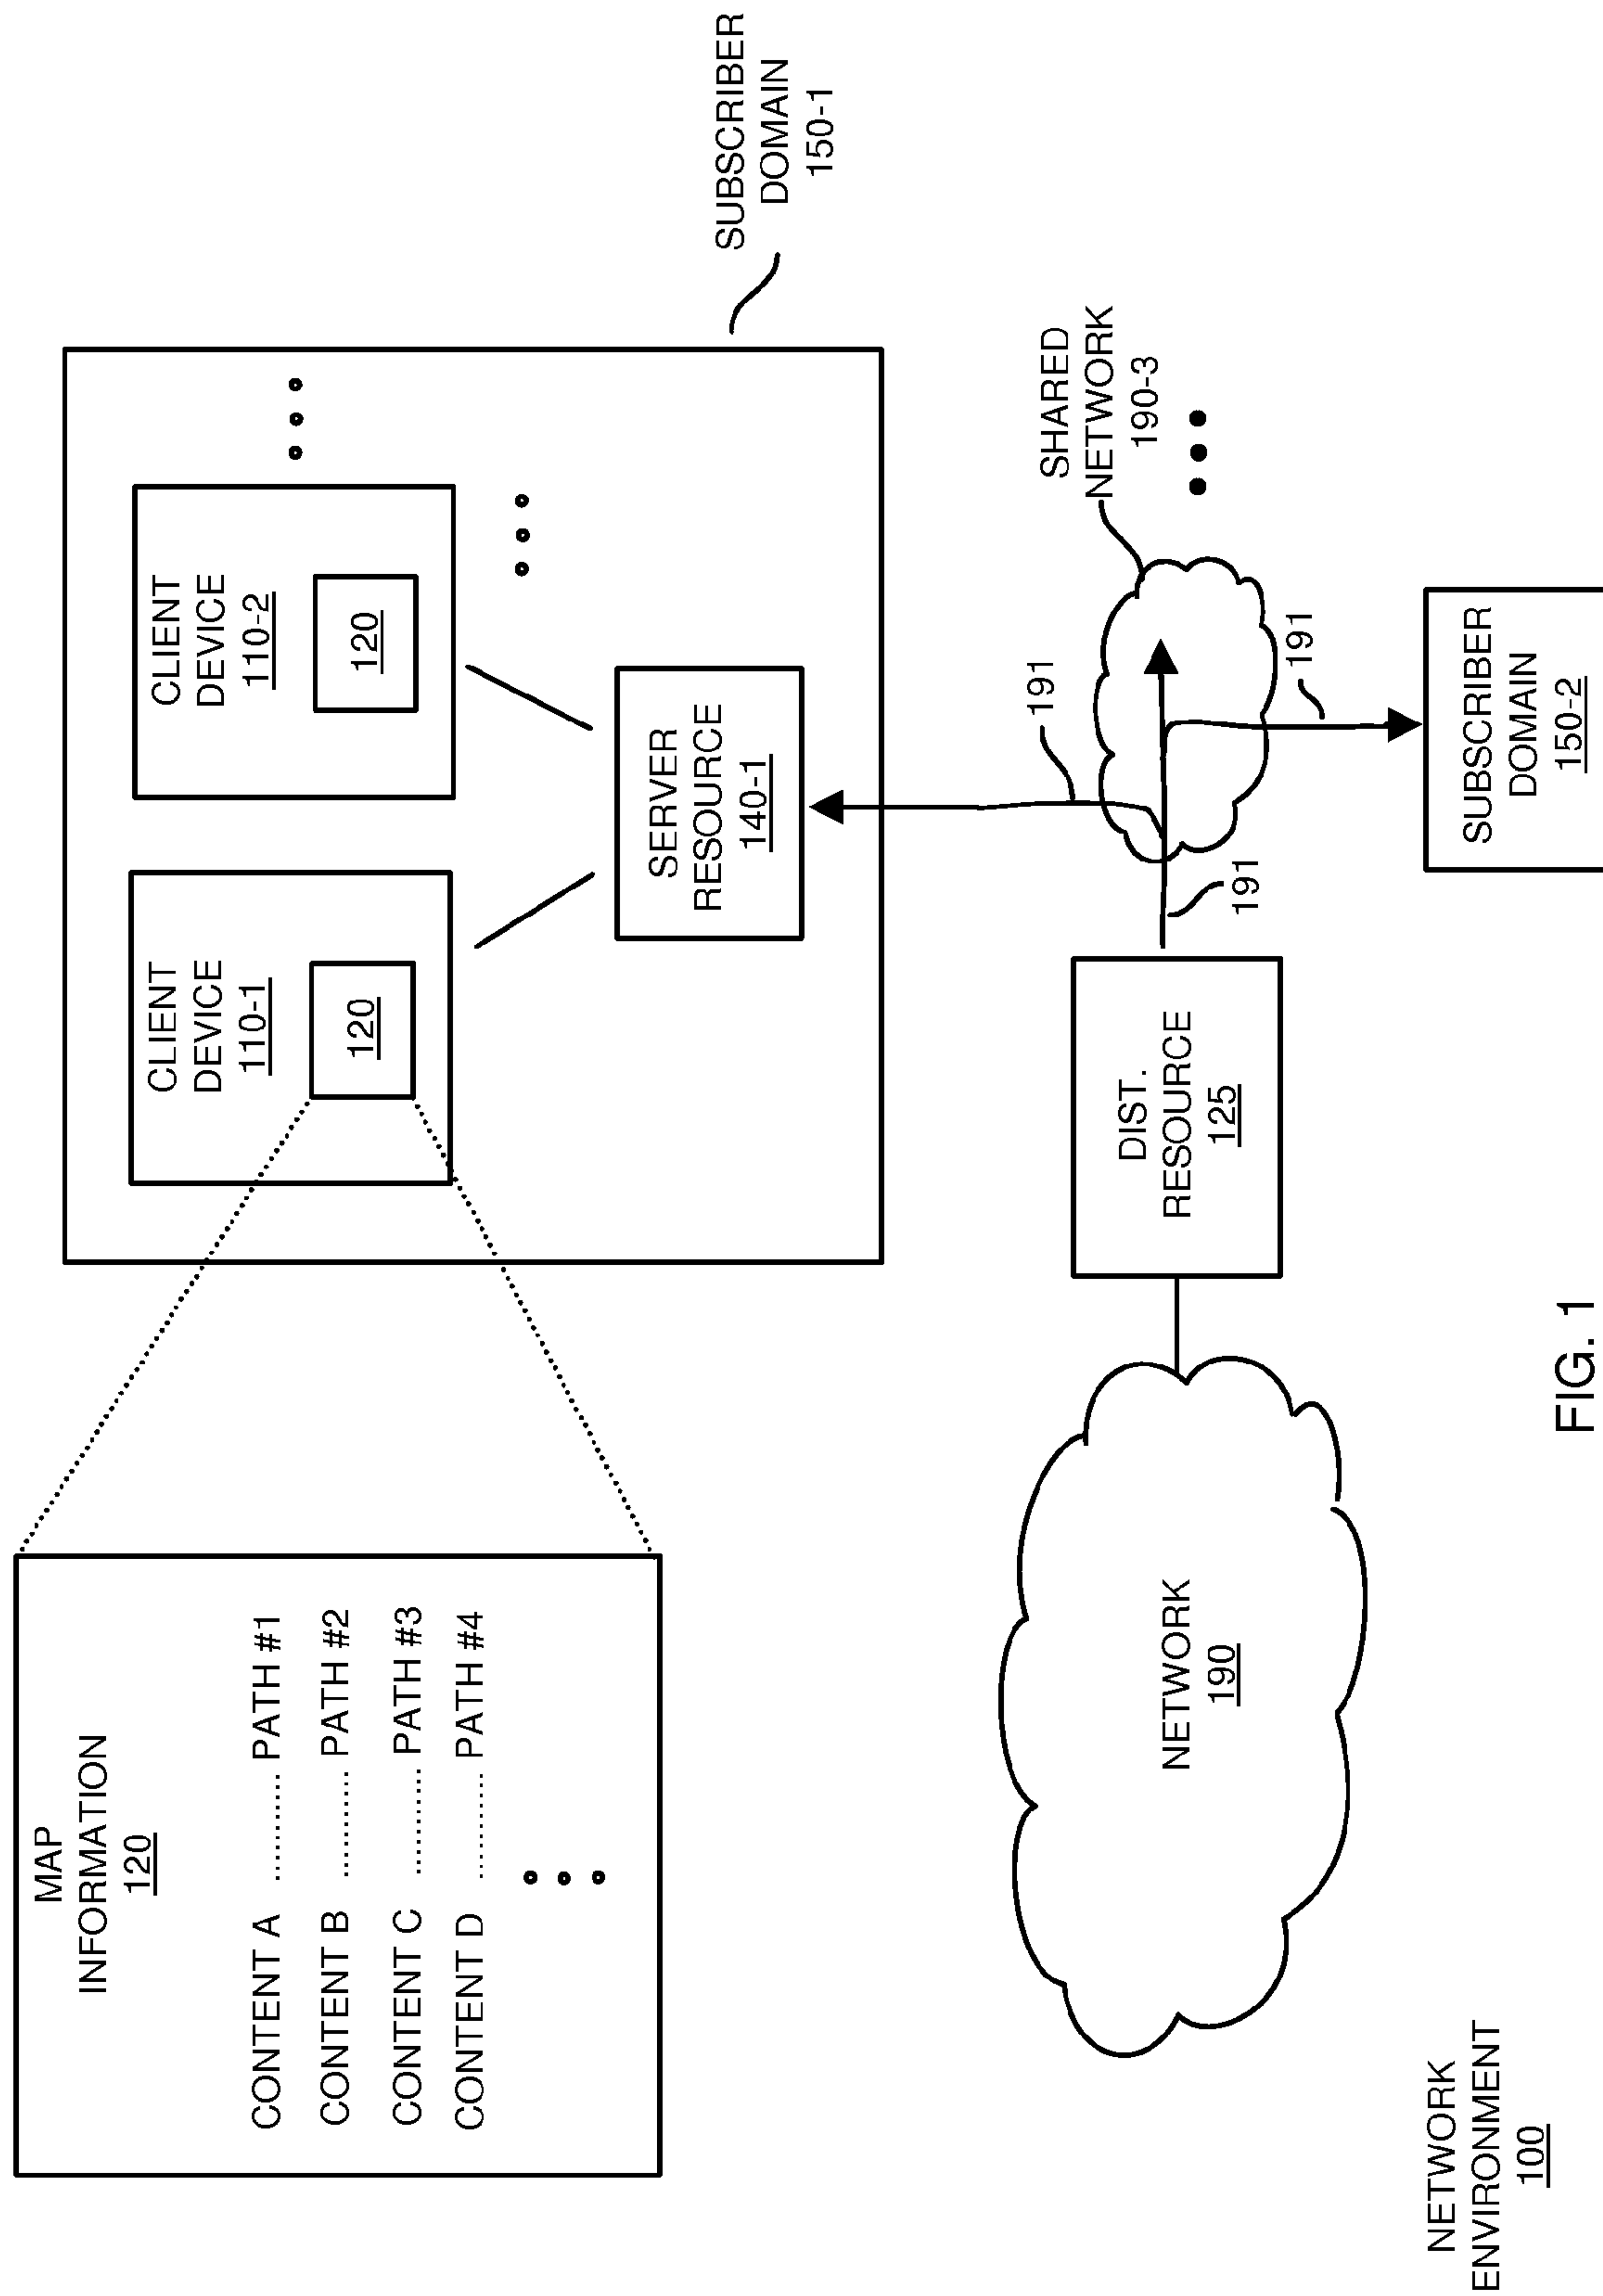 MAP
INFORMATION
120
CONTENT A ........... PATH #1
CONTENT B ........... PATH #2
CONTENT C ........... PATH #3
CONTENT D ........... PATH #4
CLIENT
DEVICE
110-1
120
CLIENT
DEVICE
110-2
120
SERVER
RESOURCE
140-1
SUBSCRIBER
DOMAIN
150-1
NETWORK
190
DIST.
RESOURCE
125
191
191
191
SHARED
NETWORK
190-3
SUBSCRIBER
DOMAIN
150-2
NETWORK
ENVIRONMENT
100
FIG. 1